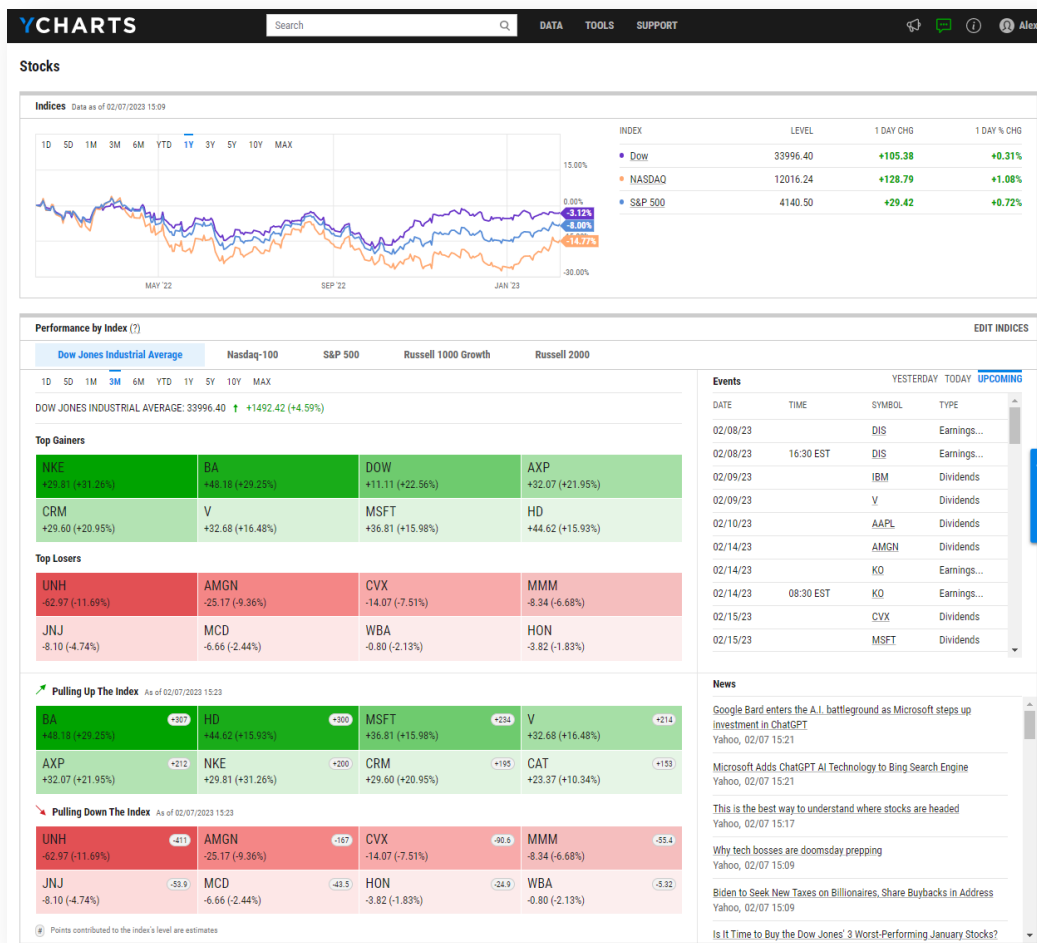 YCHARTS
Search
DATA TOOLS SUPPORT
Alex
Stocks
Indices Data as of 02/07/2023 15:09
1D 5D 1M 3M 6M YTD 1Y 3Y 5Y 10Y MAX
15.00%
0.00%
-3.12%
-8.00%
-14.77%
-30.00%
MAY '22 SEP '22 JAN '23
INDEX LEVEL 1 DAY CHG 1 DAY % CHG
Dow 33996.40 +105.38 +0.31%
NASDAQ 12016.24 +128.79 +1.08%
S&P 500 4140.50 +29.42 +0.72%
Performance by Index (?) EDIT INDICES
Dow Jones Industrial Average Nasdaq-100 S&P 500 Russell 1000 Growth Russell 2000
1D 5D 1M 3M 6M YTD 1Y 5Y 10Y MAX
DOW JONES INDUSTRIAL AVERAGE: 33996.40 ↑ +1492.42 (+4.59%)
Top Gainers
NKE BA DOW AXP
+29.81 (+31.26%) +48.18 (+29.25%) +11.11 (+22.56%) +32.07 (+21.95%)
CRM V MSFT HD
+29.60 (+20.95%) +32.68 (+16.48%) +36.81 (+15.98%) +44.62 (+15.93%)
Top Losers
UNH AMGN CVX MMM
-62.97 (-11.69%) -25.17 (-9.36%) -14.07 (-7.51%) -8.34 (-6.68%)
JNJ MCD WBA HON
-8.10 (-4.74%) -6.66 (-2.44%) -0.80 (-2.13%) -3.82 (-1.83%)
Pulling Up The Index As of 02/07/2023 15:23
BA +307 HD +300 MSFT +234 V +214
+48.18 (+29.25%) +44.62 (+15.93%) +36.81 (+15.98%) +32.68 (+16.48%)
AXP +212 NKE +200 CRM +195 CAT +153
+32.07 (+21.95%) +29.81 (+31.26%) +29.60 (+20.95%) +23.37 (+10.34%)
Pulling Down The Index As of 02/07/2023 15:23
UNH -411 AMGN -167 CVX -90.6 MMM -55.4
-62.97 (-11.69%) -25.17 (-9.36%) -14.07 (-7.51%) -8.34 (-6.68%)
JNJ -53.9 MCD -43.5 HON -24.9 WBA -5.32
-8.10 (-4.74%) -6.66 (-2.44%) -3.82 (-1.83%) -0.80 (-2.13%)
# Points contributed to the index's level are estimates
Events YESTERDAY TODAY UPCOMING
DATE TIME SYMBOL TYPE
02/08/23 DIS Earnings...
02/08/23 16:30 EST DIS Earnings...
02/09/23 IBM Dividends
02/09/23 V Dividends
02/10/23 AAPL Dividends
02/14/23 AMGN Dividends
02/14/23 KO Earnings...
02/14/23 08:30 EST KO Earnings...
02/15/23 CVX Dividends
02/15/23 MSFT Dividends
News
Google Bard enters the A.I. battleground as Microsoft steps up
investment in ChatGPT
Yahoo, 02/07 15:21
Microsoft Adds ChatGPT AI Technology to Bing Search Engine
Yahoo, 02/07 15:21
This is the best way to understand where stocks are headed
Yahoo, 02/07 15:17
Why tech bosses are doomsday prepping
Yahoo, 02/07 15:09
Biden to Seek New Taxes on Billionaires, Share Buybacks in Address
Yahoo, 02/07 15:09
Is It Time to Buy the Dow Jones' 3 Worst-Performing January Stocks?